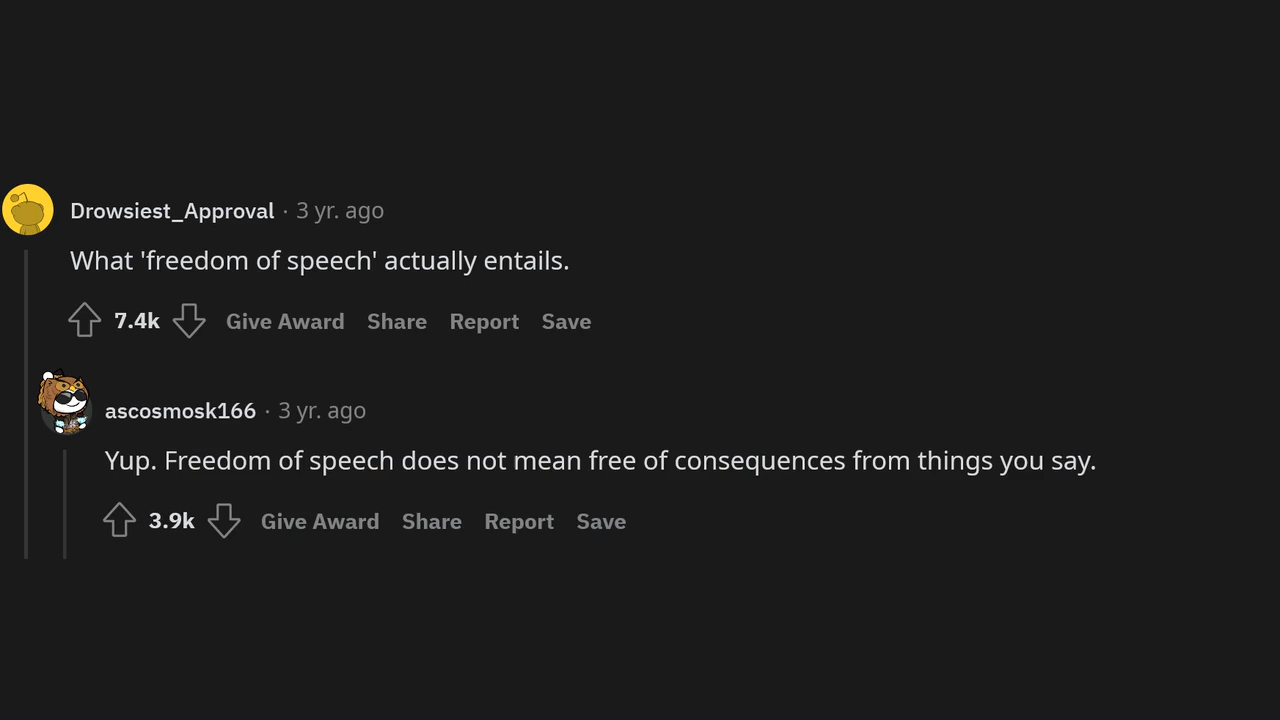 Drowsiest_Approval · 3 yr. ago
What 'freedom of speech' actually entails.
7.4k Give Award Share Report Save
ascosmosk166 · 3 yr. ago
Yup. Freedom of speech does not mean free of consequences from things you say.
3.9k Give Award Share Report Save